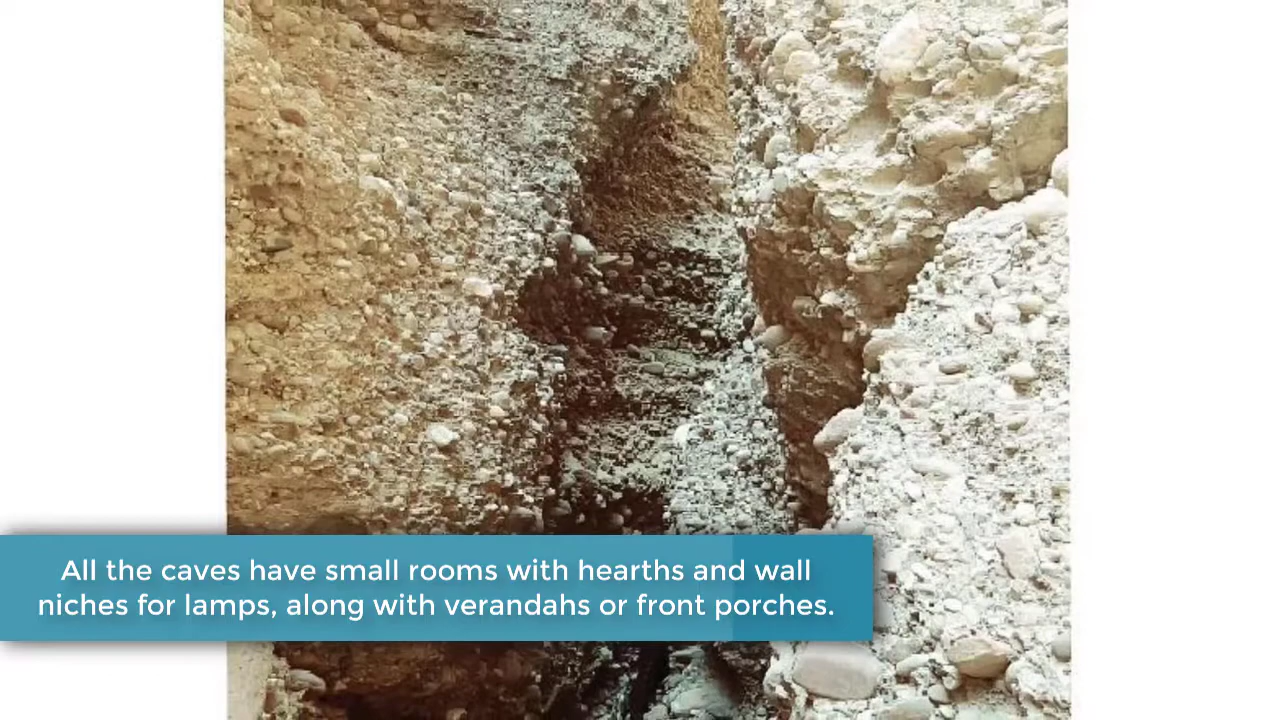 All the caves have small rooms with hearths and wall
niches for lamps, along with verandahs or front porches.